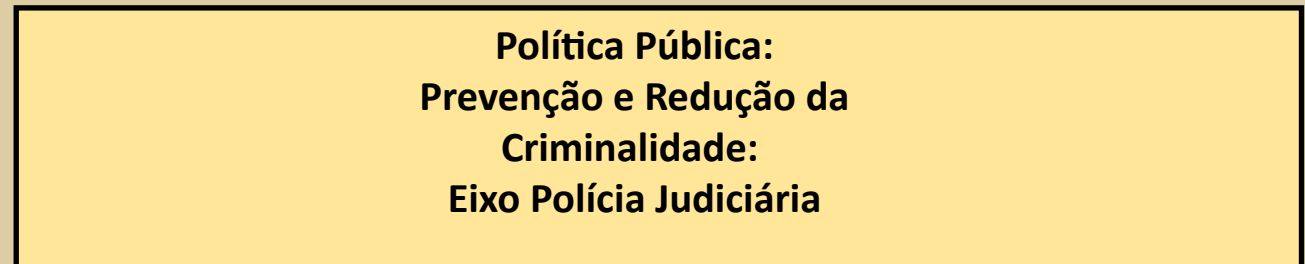 Política Pública:
Prevenção e Redução da
Criminalidade:
Eixo Polícia Judiciária